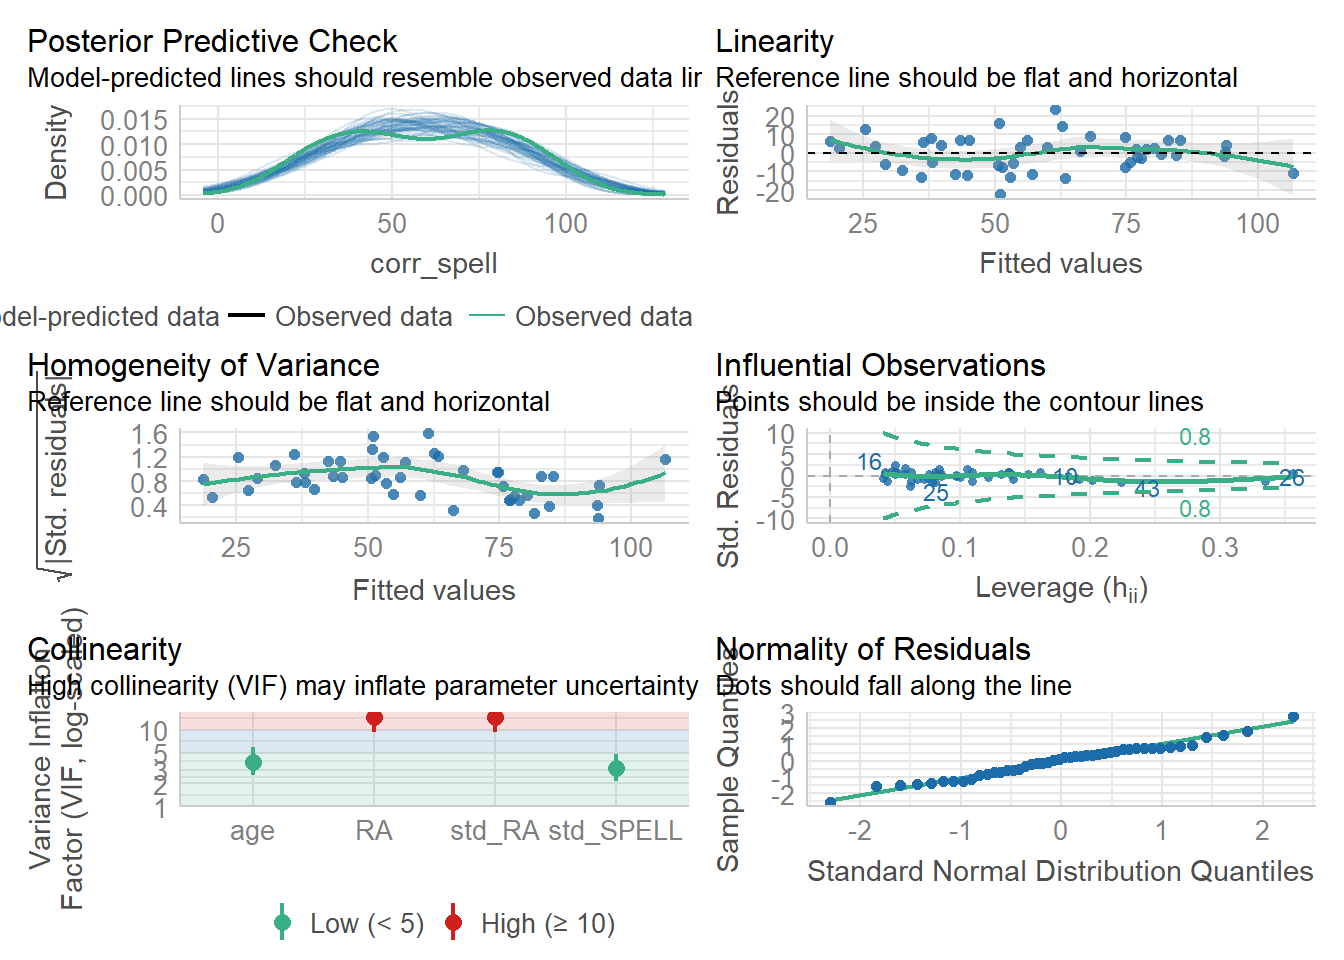 Posterior Predictive Check
Model-predicted lines should resemble observed data lir
Density
0.015
0.010
0.005
0.000
0
50
100
corr_spell
del-predicted data
Observed data
Observed data
Linearity
Reference line should be flat and horizontal
Residuals
20
10
0
-10
-20
25
50
75
100
Fitted values
Homogeneity of Variance
Reference line should be flat and horizontal
√|Std. residuals|
1.6
1.2
0.8
0.4
25
50
75
100
Fitted values
Influential Observations
Points should be inside the contour lines
Std. Residuals
10
5
0
-5
-10
0.8
16
25
19
43
26
0.8
0.0
0.1
0.2
0.3
Leverage (hii)
Collinearity
High collinearity (VIF) may inflate parameter uncertainty
Variance Inflation
Factor (VIF, log-scaled)
10
5
3
2
1
age
RA
std_RA
std_SPELL
Low (< 5)
High (≥ 10)
Normality of Residuals
Dots should fall along the line
Sample Quantiles
3
2
1
0
-1
-2
-2
-1
0
1
2
Standard Normal Distribution Quantiles